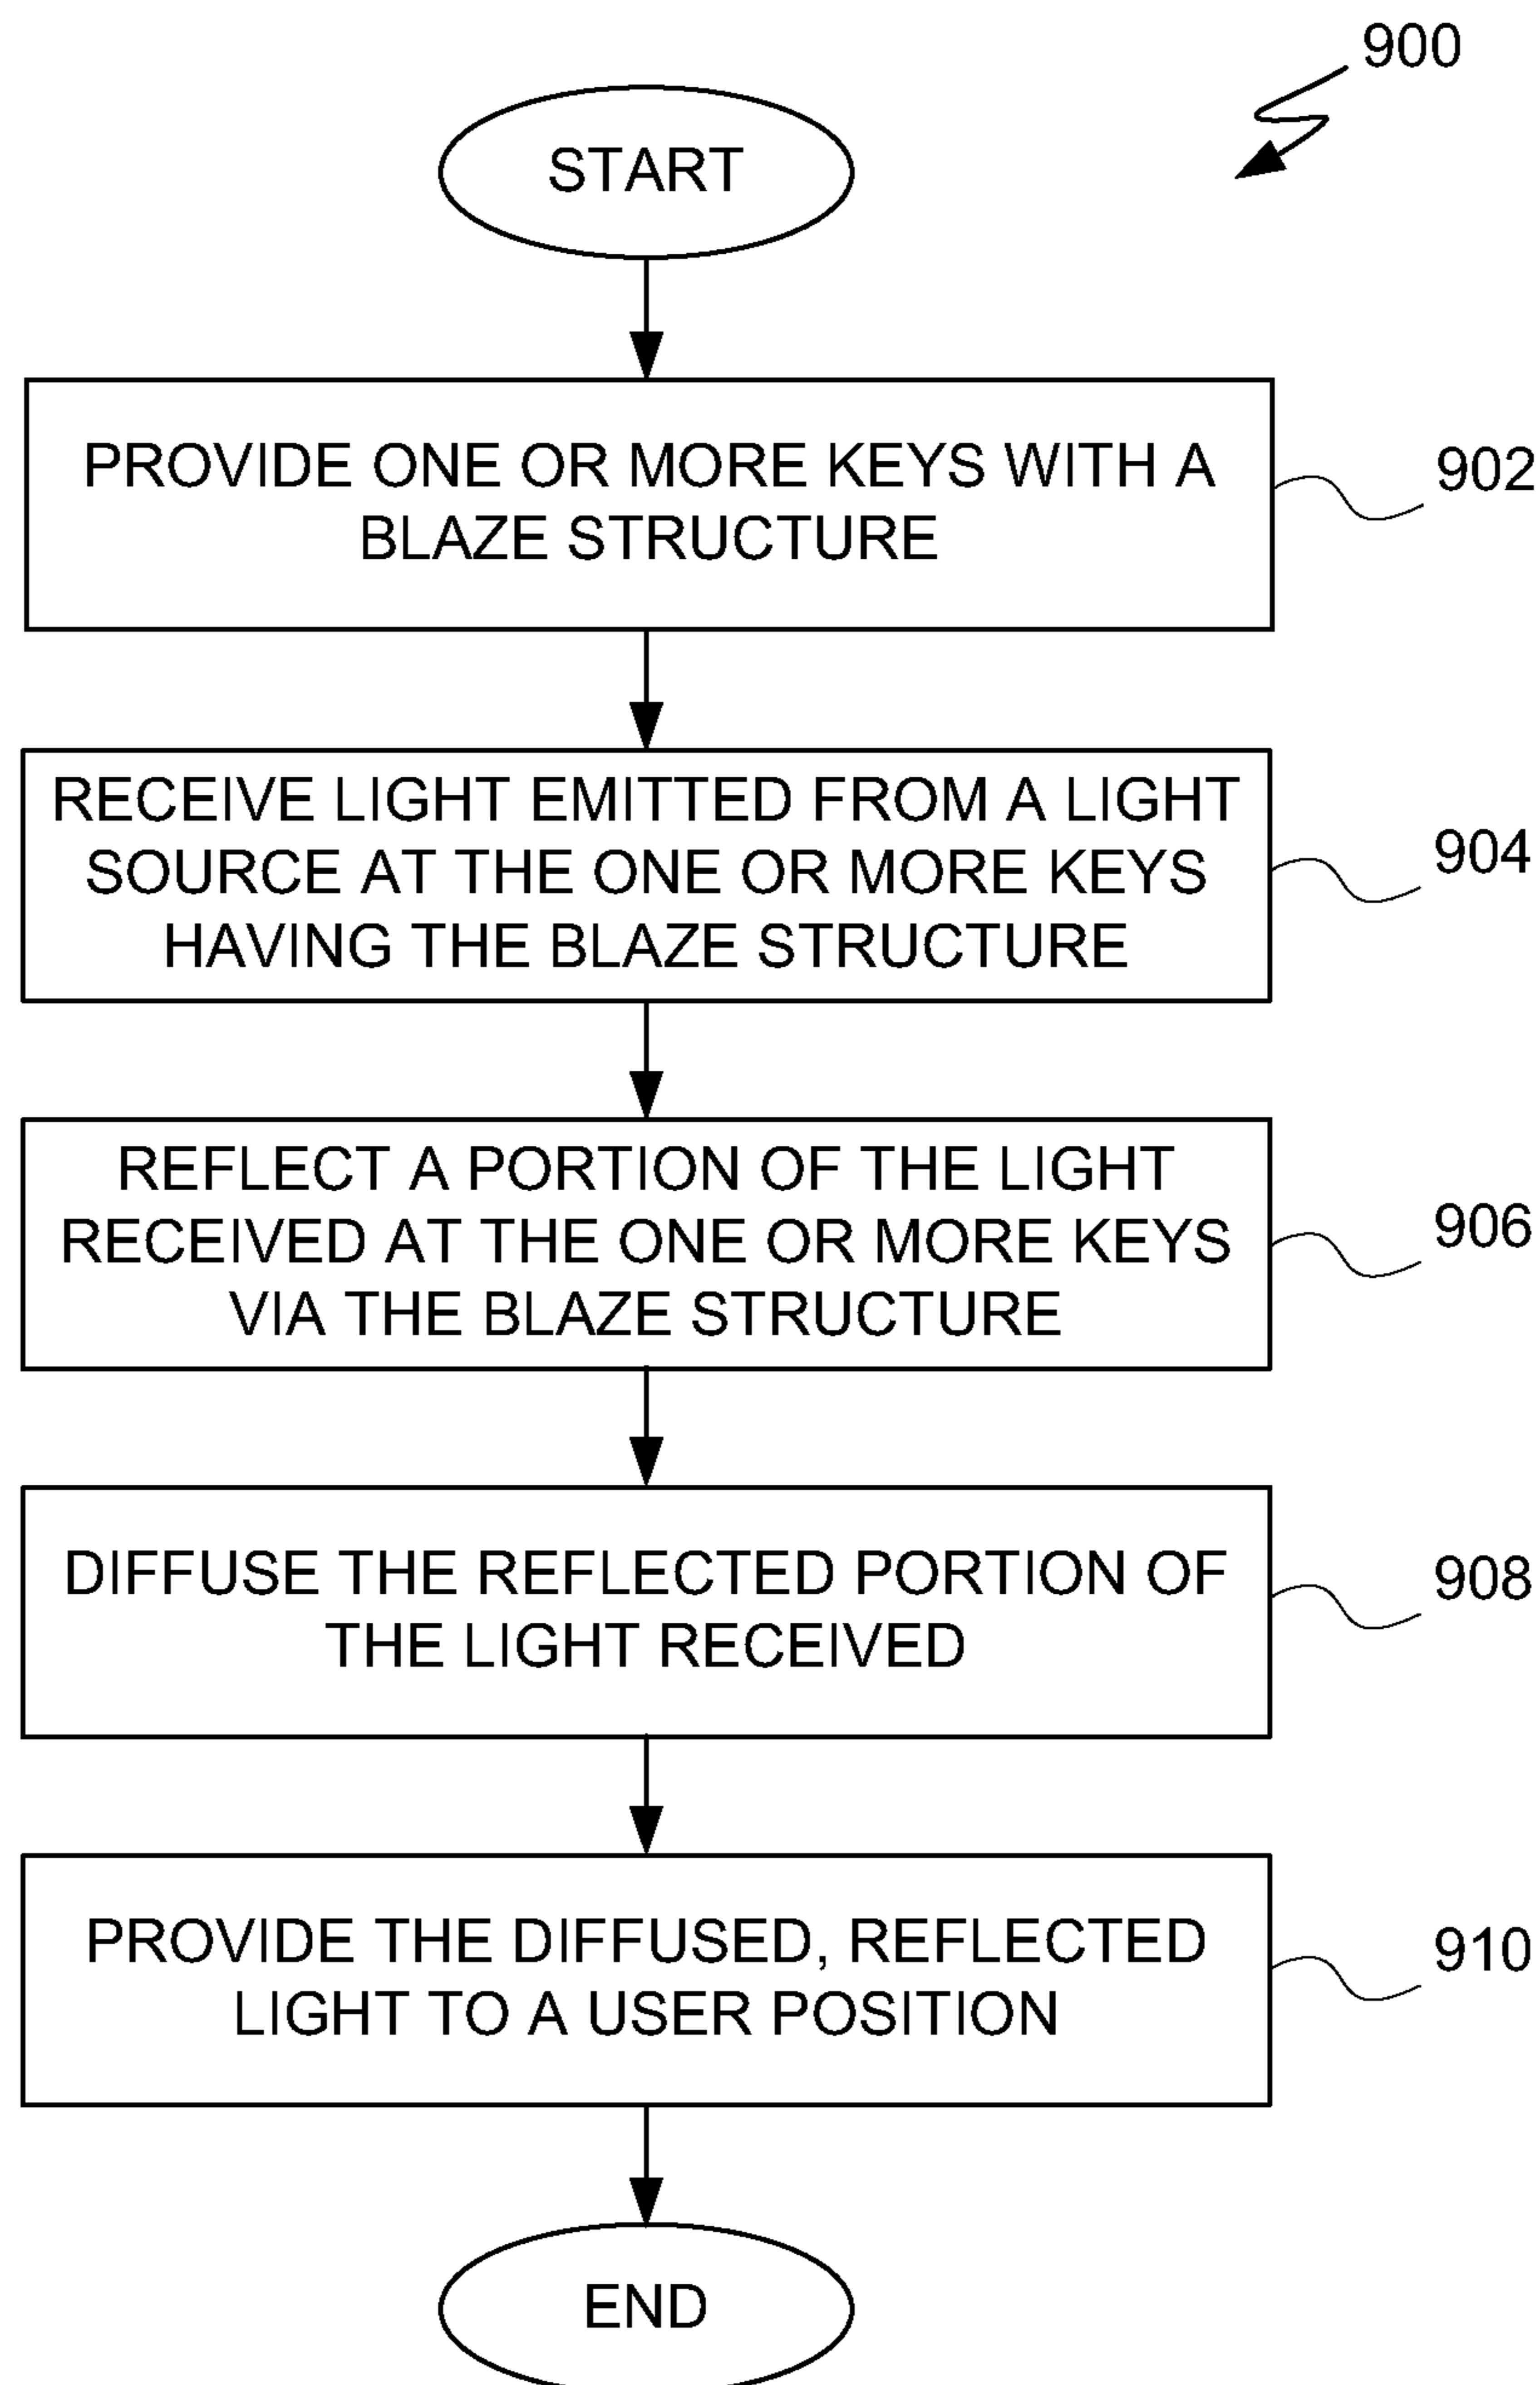 900
START
PROVIDE ONE OR MORE KEYS WITH A
BLAZE STRUCTURE
902
RECEIVE LIGHT EMITTED FROM A LIGHT
SOURCE AT THE ONE OR MORE KEYS
HAVING THE BLAZE STRUCTURE
904
REFLECT A PORTION OF THE LIGHT
RECEIVED AT THE ONE OR MORE KEYS
VIA THE BLAZE STRUCTURE
906
DIFFUSE THE REFLECTED PORTION OF
THE LIGHT RECEIVED
908
PROVIDE THE DIFFUSED, REFLECTED
LIGHT TO A USER POSITION
910
END